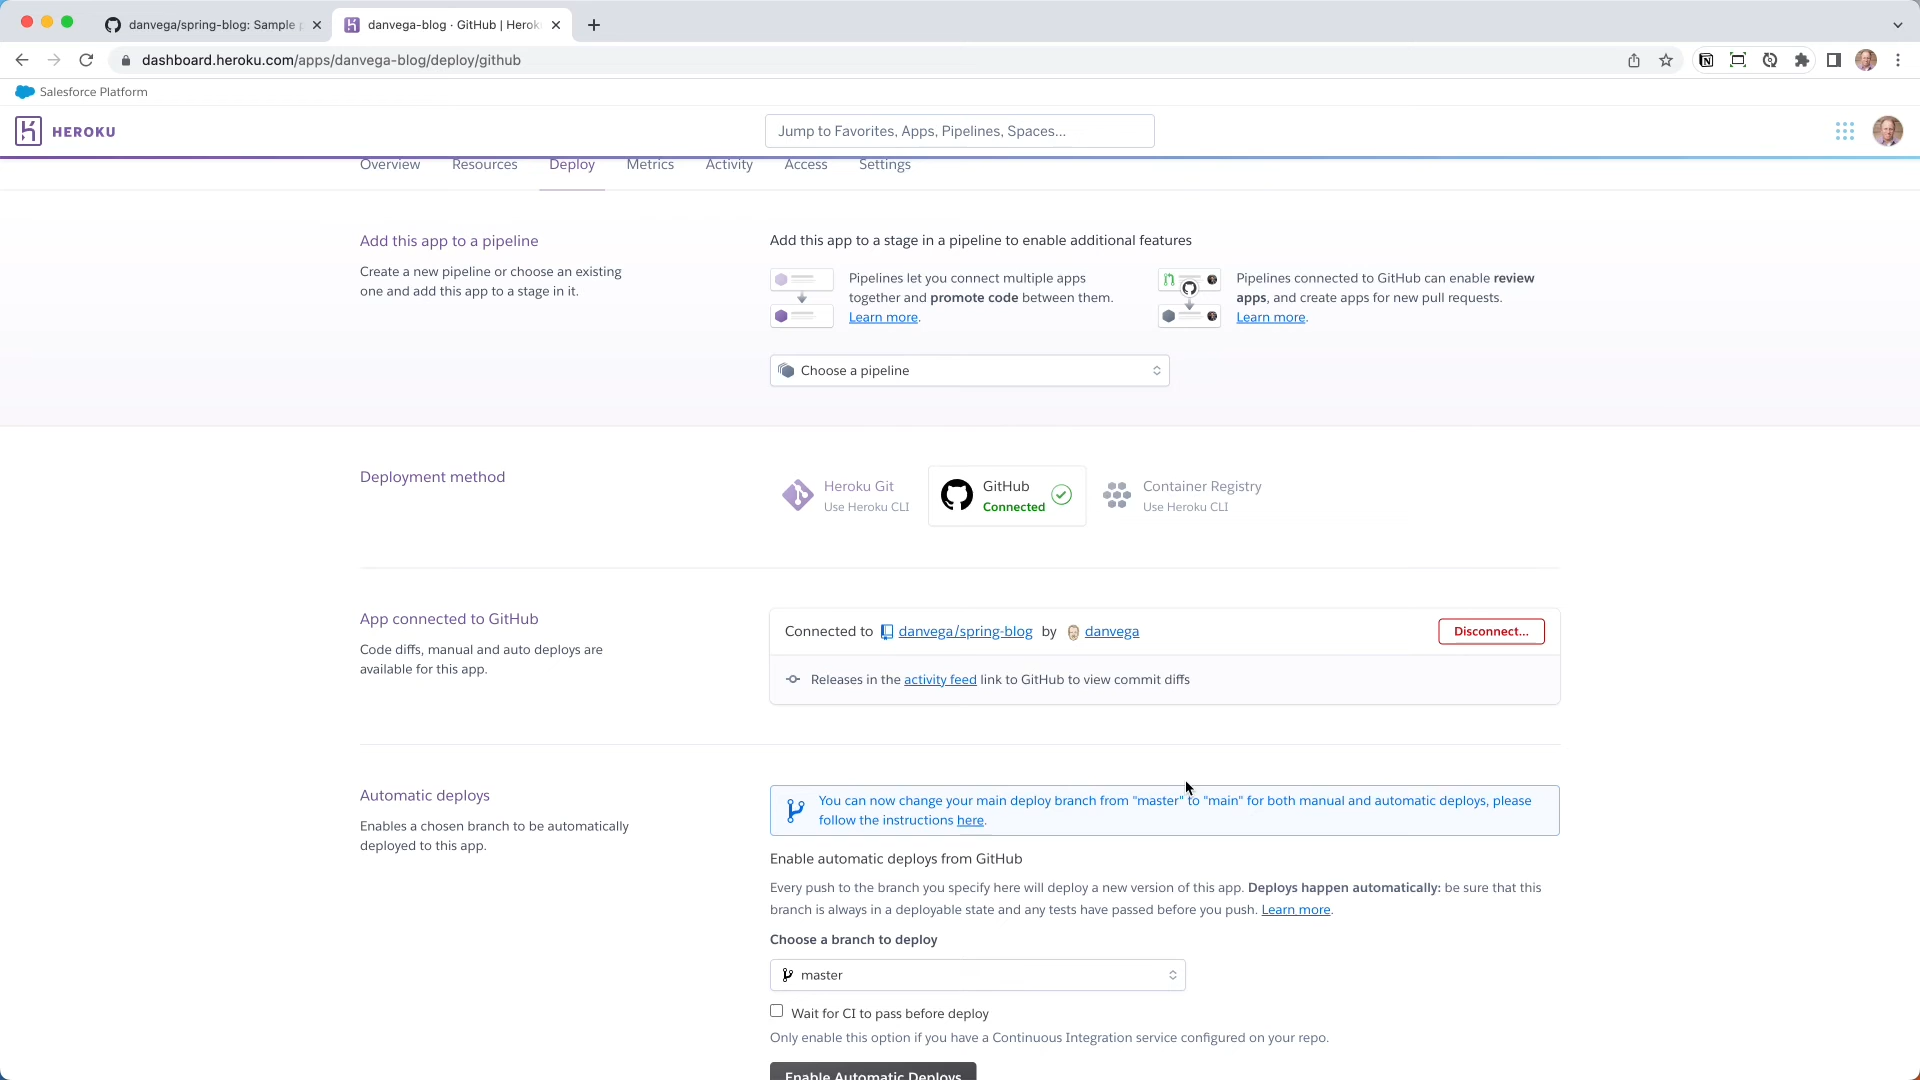 danvega/spring-blog: Sample p
danvega-blog · GitHub | Heroku
dashboard.heroku.com/apps/danvega-blog/deploy/github
Salesforce Platform
HEROKU
Jump to Favorites, Apps, Pipelines, Spaces...
Overview
Resources
Deploy
Metrics
Activity
Access
Settings
Add this app to a pipeline
Create a new pipeline or choose an existing
one and add this app to a stage in it.
Add this app to a stage in a pipeline to enable additional features
Pipelines let you connect multiple apps
together and promote code between them.
Learn more.
Pipelines connected to GitHub can enable review
apps, and create apps for new pull requests.
Learn more.
Choose a pipeline
Deployment method
Heroku Git
Use Heroku CLI
GitHub
Connected
Container Registry
Use Heroku CLI
App connected to GitHub
Code diffs, manual and auto deploys are
available for this app.
Connected to danvega/spring-blog by danvega
Disconnect...
Releases in the activity feed link to GitHub to view commit diffs
Automatic deploys
Enables a chosen branch to be automatically
deployed to this app.
You can now change your main deploy branch from "master" to "main" for both manual and automatic deploys, please
follow the instructions here.
Enable automatic deploys from GitHub
Every push to the branch you specify here will deploy a new version of this app. Deploys happen automatically: be sure that this
branch is always in a deployable state and any tests have passed before you push. Learn more.
Choose a branch to deploy
master
Wait for CI to pass before deploy
Only enable this option if you have a Continuous Integration service configured on your repo.
Enable Automatic Deploys